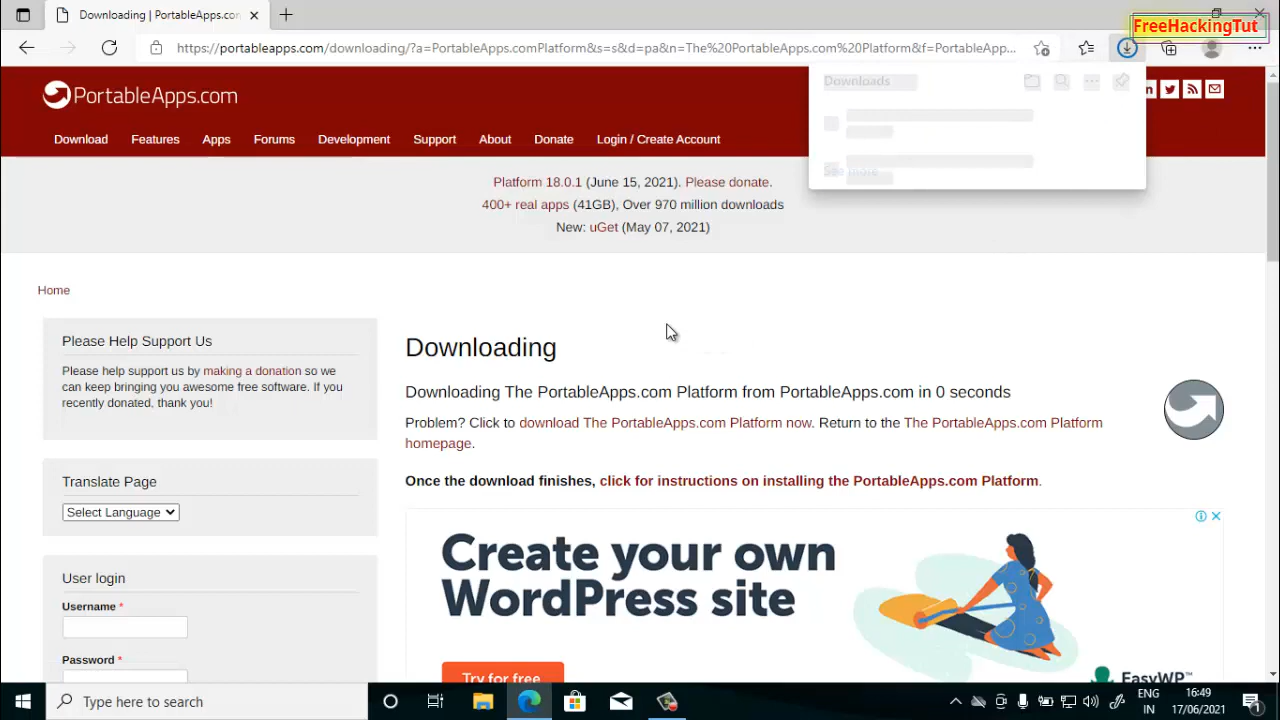 Downloading | PortableApps.co
FreeHackingTut
https://portableapps.com/downloading/?a=PortableApps.comPlatform&s=s&d=pa&n=The%20PortableApps.com%20Platform&f=PortableApp...
PortableApps.com
Downloads
See more
Download Features Apps Forums Development Support About Donate Login / Create Account
Platform 18.0.1 (June 15, 2021). Please donate.
400+ real apps (41GB), Over 970 million downloads
New: uGet (May 07, 2021)
Home
Please Help Support Us
Please help support us by making a donation so we
can keep bringing you awesome free software. If you
recently donated, thank you!
Translate Page
Select Language
User login
Username *
Password *
Downloading
Downloading The PortableApps.com Platform from PortableApps.com in 0 seconds
Problem? Click to download The PortableApps.com Platform now. Return to the The PortableApps.com Platform
homepage.
Once the download finishes, click for instructions on installing the PortableApps.com Platform.
Create your own
WordPress site
Try for free
EasyWP™
Type here to search
ENG
IN
16:49
17/06/2021
1